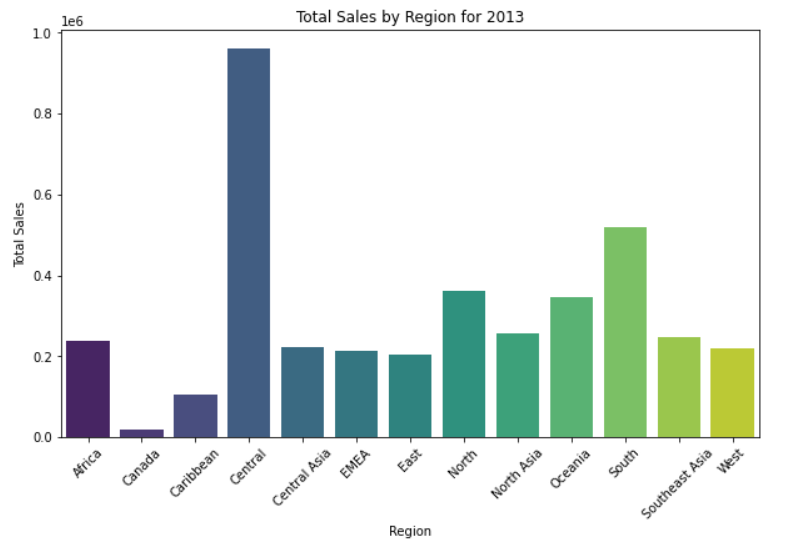 Total Sales by Region for 2013
1e6
1.0
0.8
0.6
0.4
0.2
0.0
Total Sales
Africa
Canada
Caribbean
Central
Central Asia
EMEA
East
North
North Asia
Oceania
South
Southeast Asia
West
Region